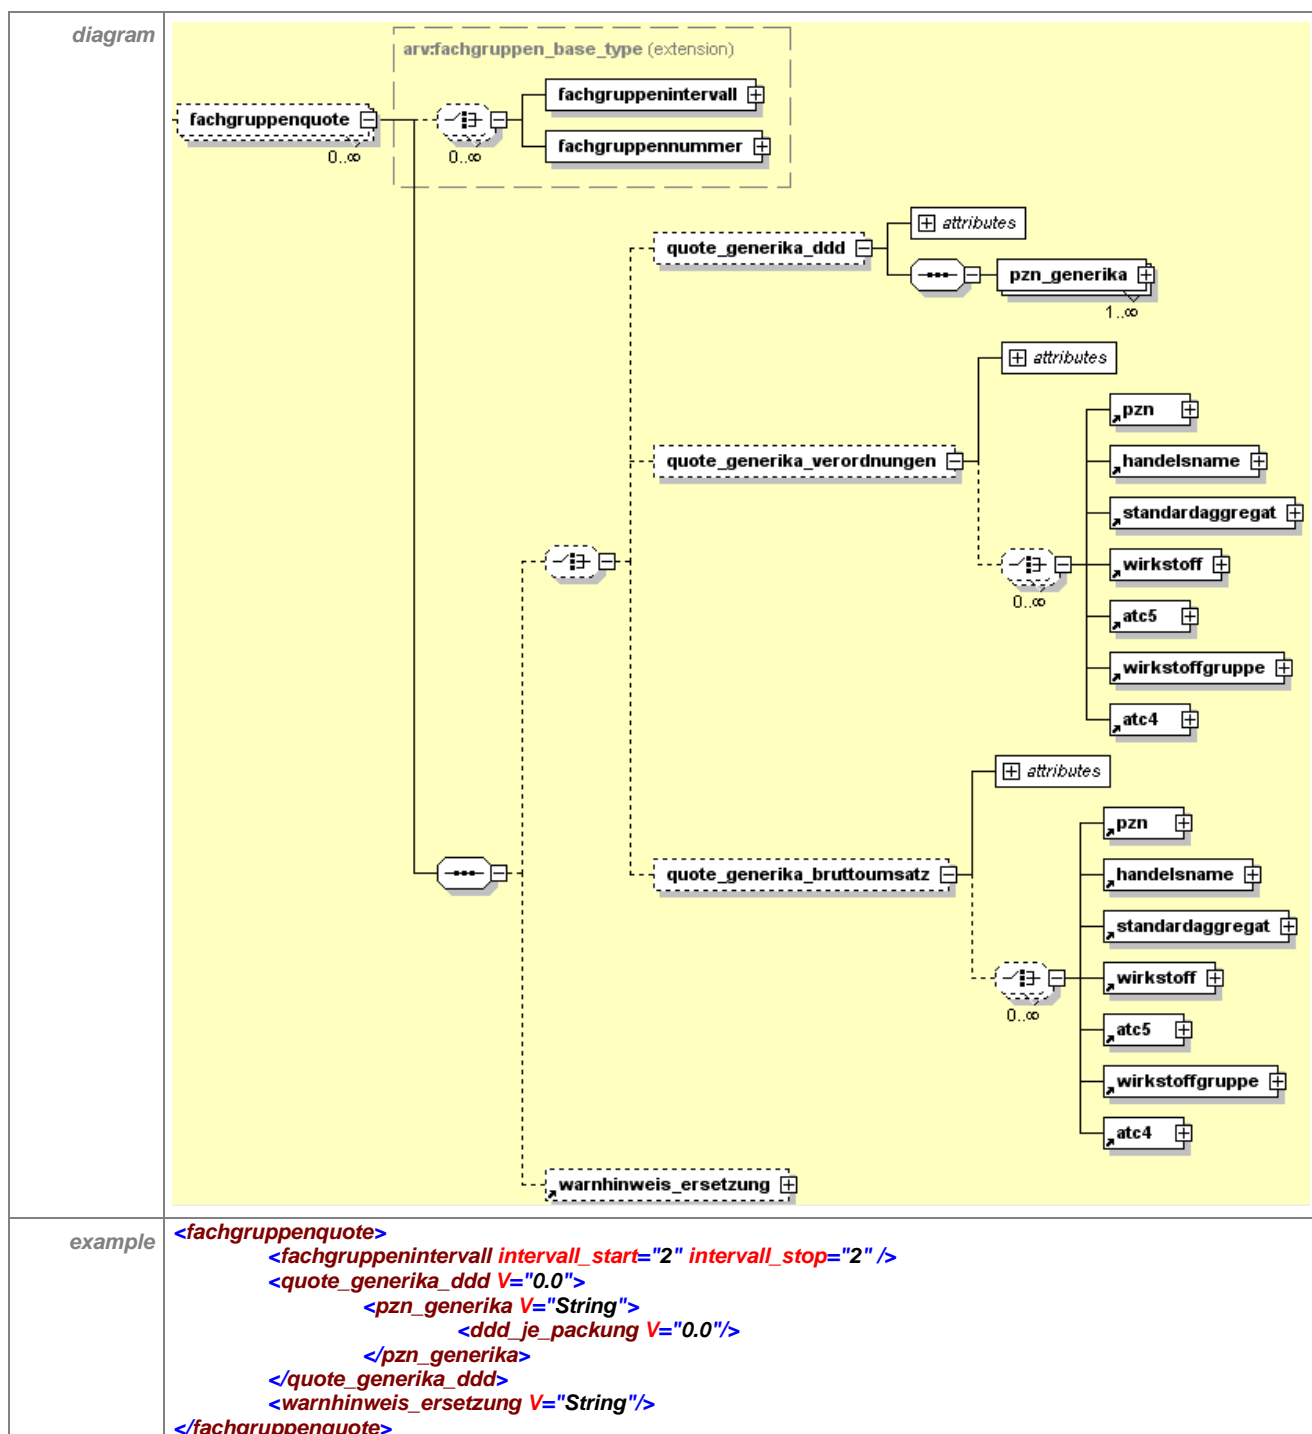 diagram
arv:fachgruppen_base_type (extension)
fachgruppenintervall
fachgruppenquote
0..∞
0..∞
fachgruppennummer
attributes
quote_generika_ddd
pzn_generika
1..∞
attributes
pzn
handelsname
quote_generika_verordnungen
standardaggregat
wirkstoff
0..∞
atc5
wirkstoffgruppe
atc4
attributes
pzn
handelsname
quote_generika_bruttoumsatz
standardaggregat
wirkstoff
0..∞
atc5
wirkstoffgruppe
atc4
warnhinweis_ersetzung
example
<fachgruppenquote>
<fachgruppenintervall intervall_start="2" intervall_stop="2" />
<quote_generika_ddd V="0.0">
<pzn_generika V="String">
<ddd_je_packung V="0.0"/>
</pzn_generika>
</quote_generika_ddd>
<warnhinweis_ersetzung V="String"/>
</fachgruppenquote>